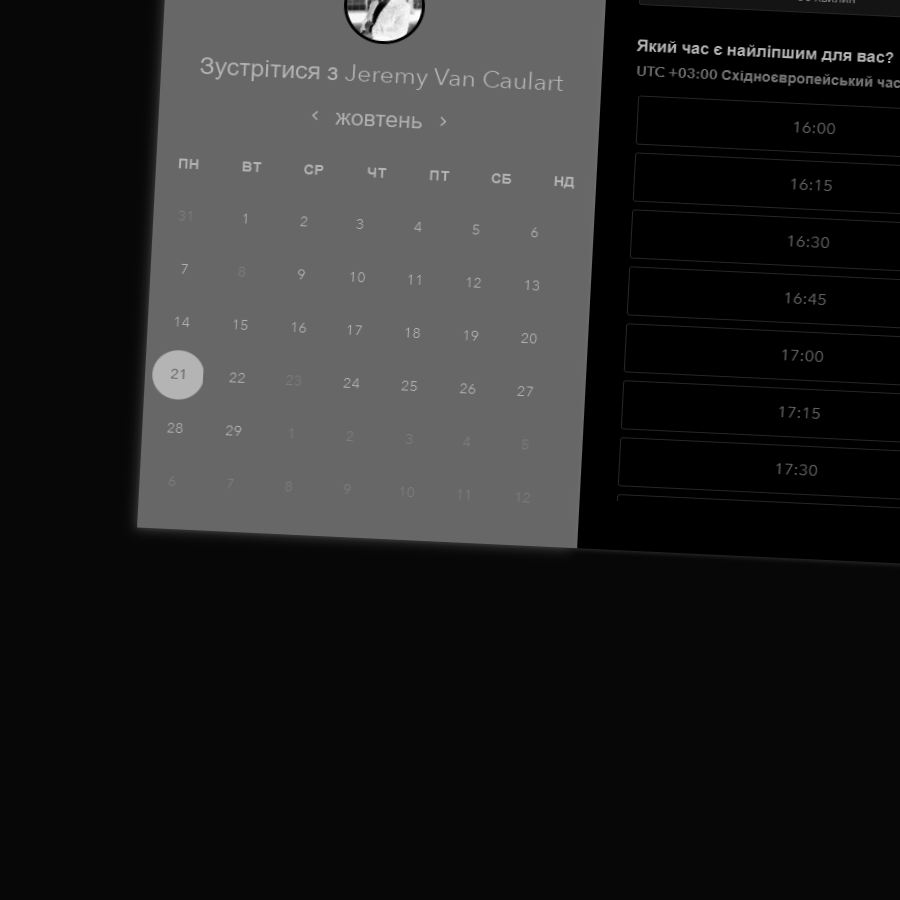 Зустрітися з Jeremy Van Caulart
‹ жовтень ›
ПН ВТ СР ЧТ ПТ СБ НД
31 1 2 3 4 5 6
7 8 9 10 11 12 13
14 15 16 17 18 19 20
21 22 23 24 25 26 27
28 29 1 2 3 4 5
6 7 8 9 10 11 12
Який час є найліпшим для вас?
UTC +03:00 Східноєвропейський час
16:00
16:15
16:30
16:45
17:00
17:15
17:30